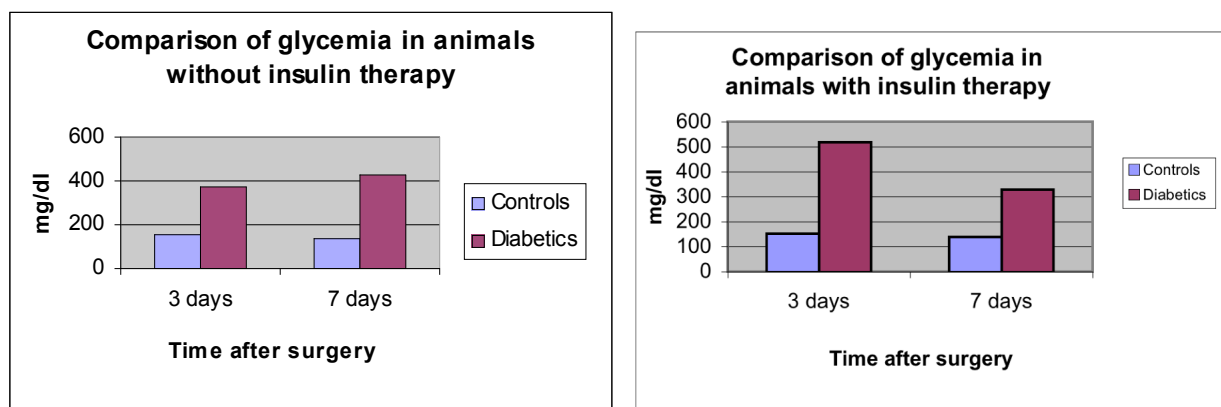 Comparison of glycemia in animals
without insulin therapy
600
400
200
0
mg/dl
3 days
7 days
Time after surgery
Controls
Diabetics
Comparison of glycemia in
animals with insulin therapy
600
500
400
300
200
100
0
mg/dl
3 days
7 days
Time after surgery
Controls
Diabetics